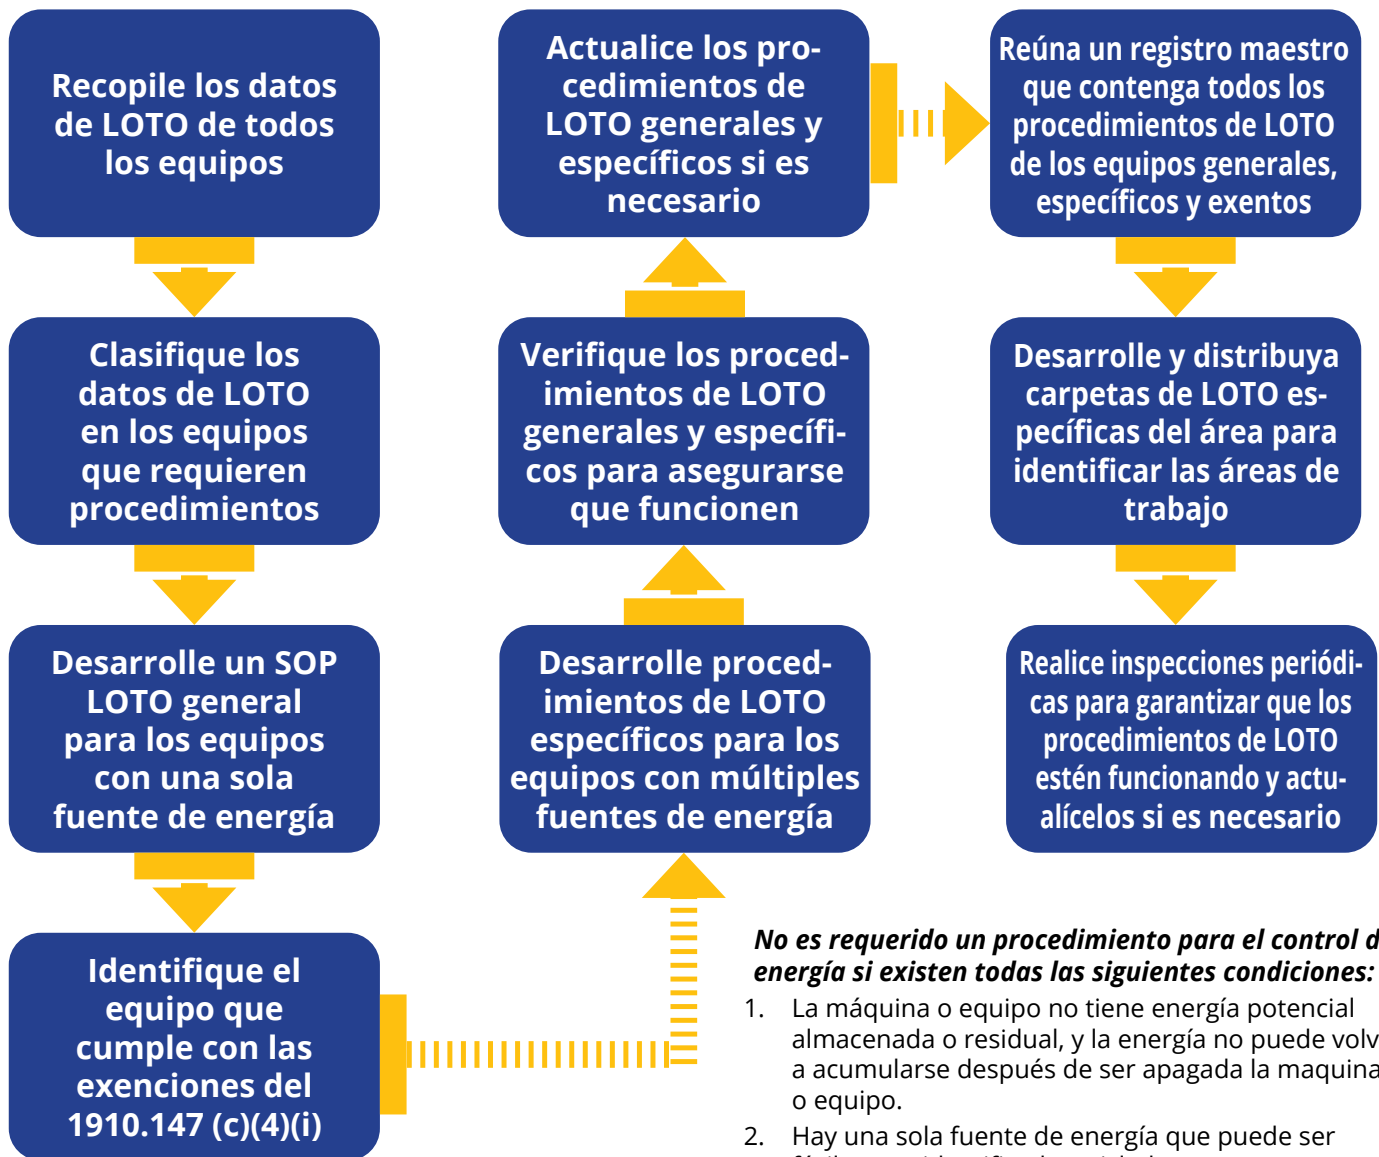 Recopile los datos
de LOTO de todos
los equipos
Clasifique los
datos de LOTO
en los equipos
que requieren
procedimientos
Desarrolle un SOP
LOTO general
para los equipos
con una sola
fuente de energía
Identifique el
equipo que
cumple con las
exenciones del
1910.147 (c)(4)(i)
Desarrolle proced-
imientos de LOTO
específicos para los
equipos con múltiples
fuentes de energía
Verifique los proced-
imientos de LOTO
generales y específi-
cos para asegurarse
que funcionen
Actualice los pro-
cedimientos de
LOTO generales y
específicos si es
necesario
Reúna un registro maestro
que contenga todos los
procedimientos de LOTO
de los equipos generales,
específicos y exentos
Desarrolle y distribuya
carpetas de LOTO es-
pecíficas del área para
identificar las áreas de
trabajo
Realice inspecciones periódi-
cas para garantizar que los
procedimientos de LOTO
estén funcionando y actu-
alícelos si es necesario
No es requerido un procedimiento para el control d
energía si existen todas las siguientes condiciones:
1. La máquina o equipo no tiene energía potencial
almacenada o residual, y la energía no puede volv
a acumularse después de ser apagada la maquina
o equipo.
2. Hay una sola fuente de energía que puede ser